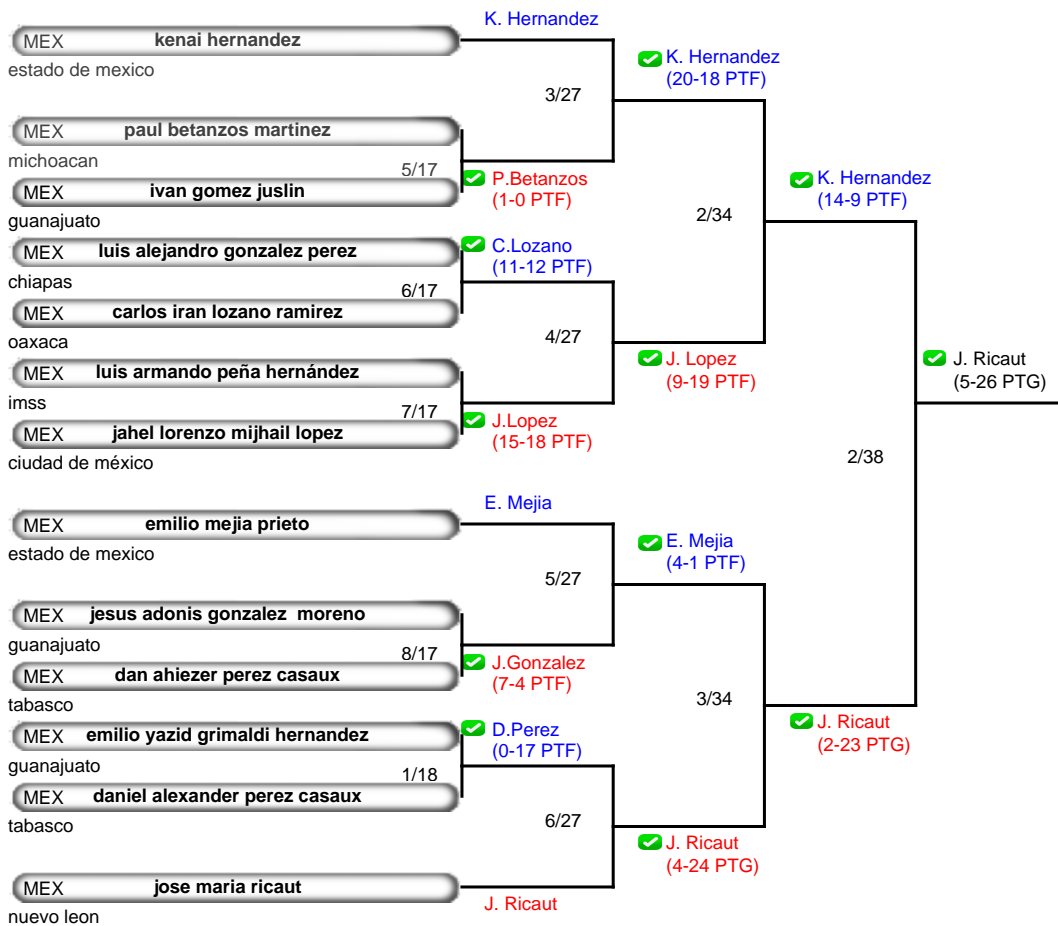 K. Hernandez
MEX kenai hernandez
estado de mexico
K. Hernandez
(20-18 PTF)
3/27
MEX paul betanzos martinez
michoacan
5/17
P.Betanzos
(1-0 PTF)
MEX ivan gomez juslin
guanajuato
K. Hernandez
(14-9 PTF)
2/34
MEX luis alejandro gonzalez perez
chiapas
C.Lozano
(11-12 PTF)
6/17
MEX carlos iran lozano ramirez
oaxaca
4/27
J. Lopez
(9-19 PTF)
MEX luis armando peña hernández
imss
7/17
J.Lopez
(15-18 PTF)
MEX jahel lorenzo mijhail lopez
ciudad de méxico
J. Ricaut
(5-26 PTG)
2/38
E. Mejia
MEX emilio mejia prieto
estado de mexico
E. Mejia
(4-1 PTF)
5/27
MEX jesus adonis gonzalez moreno
guanajuato
8/17
J.Gonzalez
(7-4 PTF)
MEX dan ahiezer perez casaux
tabasco
3/34
J. Ricaut
(2-23 PTG)
MEX emilio yazid grimaldi hernandez
guanajuato
D.Perez
(0-17 PTF)
1/18
MEX daniel alexander perez casaux
tabasco
6/27
J. Ricaut
(4-24 PTG)
MEX jose maria ricaut
nuevo leon
J. Ricaut